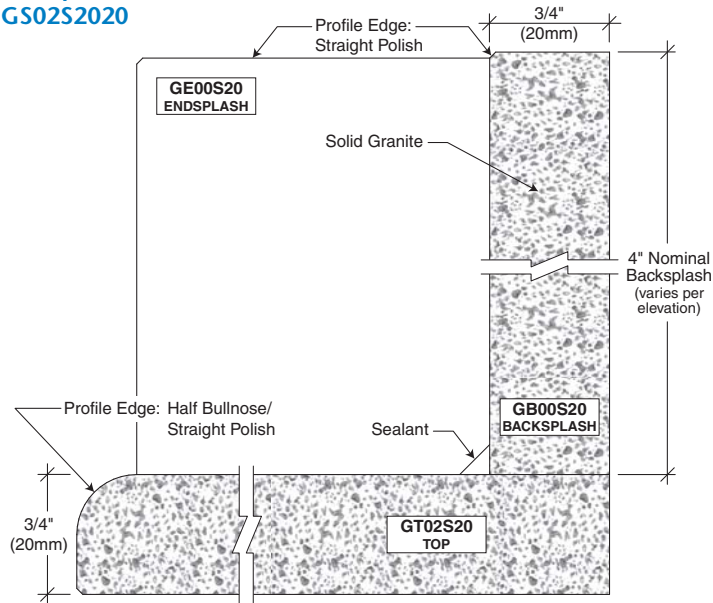 GS02S2020
Profile Edge:
Straight Polish
3/4"
(20mm)
GE00S20
ENDSPLASH
Solid Granite
4" Nominal
Backsplash
(varies per
elevation)
Profile Edge: Half Bullnose/
Straight Polish
Sealant
GB00S20
BACKSPLASH
3/4"
(20mm)
GT02S20
TOP